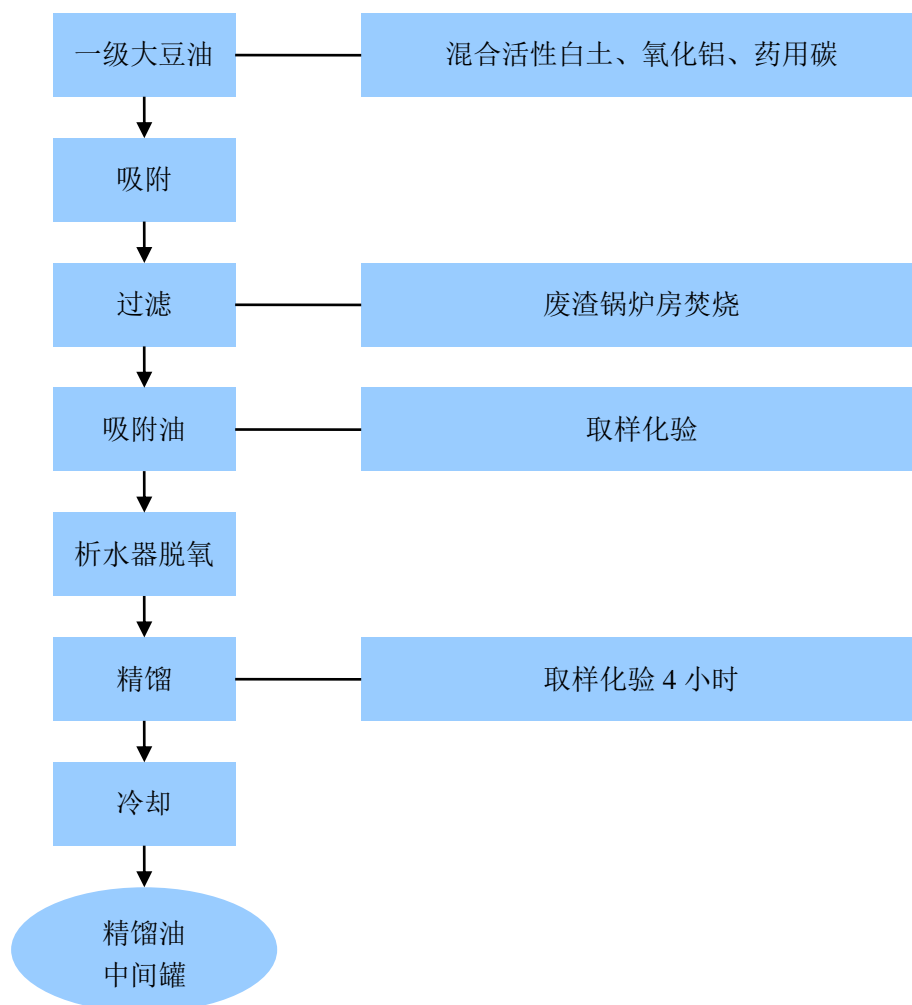 一级大豆油
混合活性白土、氧化铝、药用碳
吸附
过滤
废渣锅炉房焚烧
吸附油
取样化验
析水器脱氧
精馏
取样化验 4 小时
冷却
精馏油
中间罐